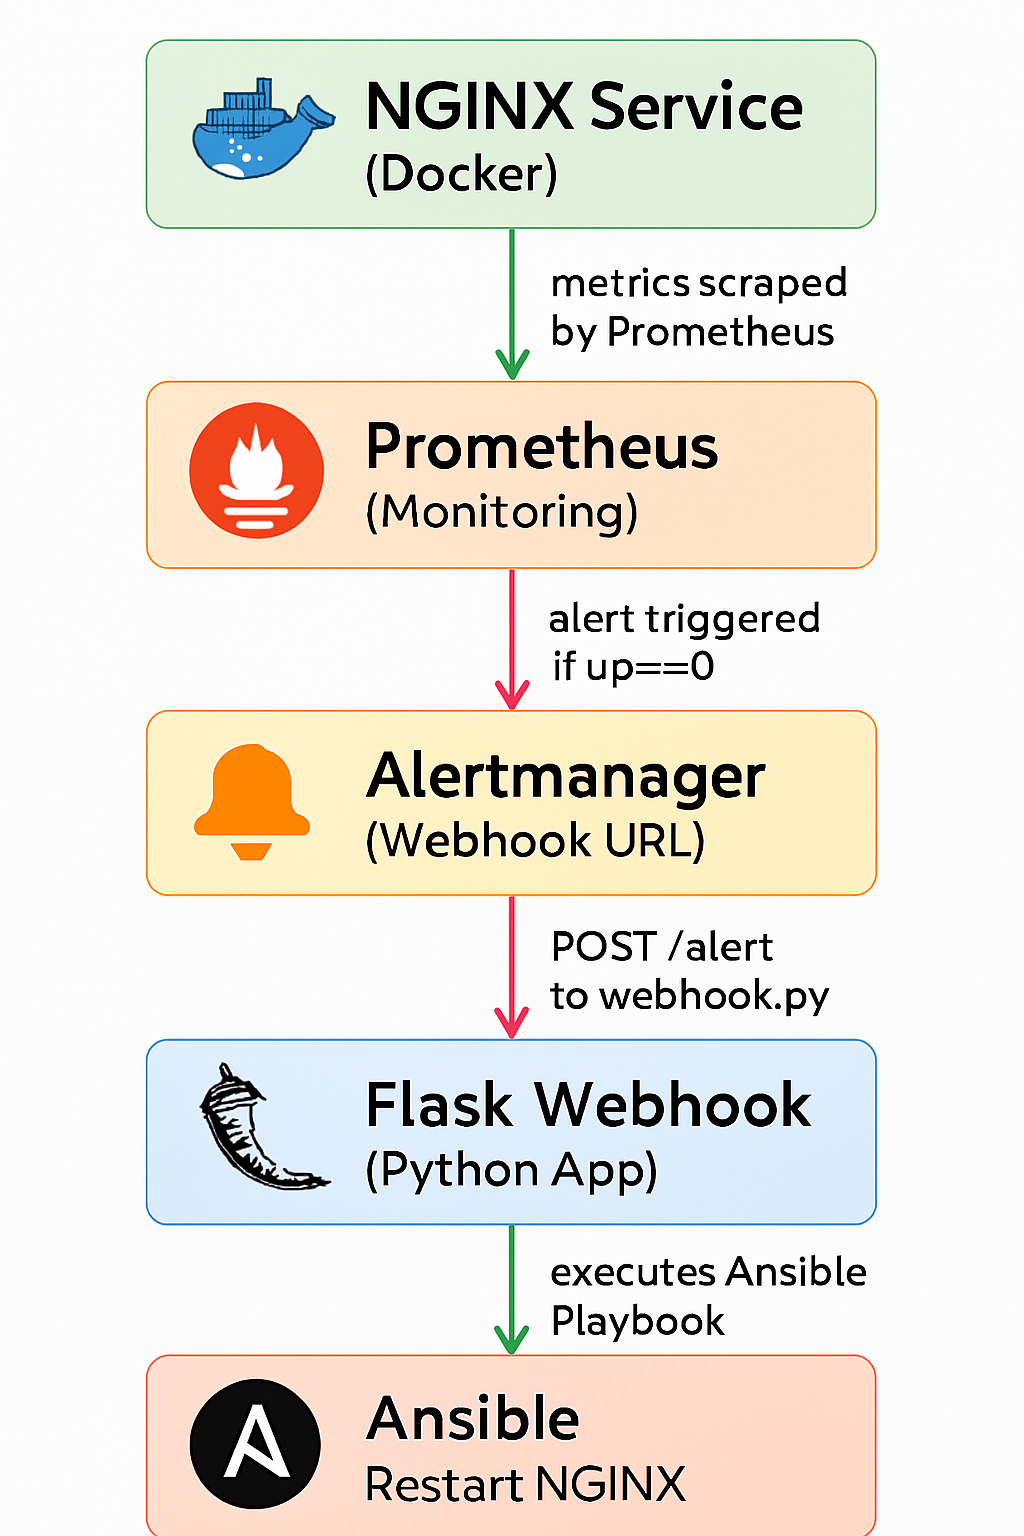 NGINX Service
(Docker)
metrics scraped
by Prometheus
Prometheus
(Monitoring)
alert triggered
if up==0
Alertmanager
(Webhook URL)
POST /alert
to webhook.py
Flask Webhook
(Python App)
executes Ansible
Playbook
Ansible
Restart NGINX